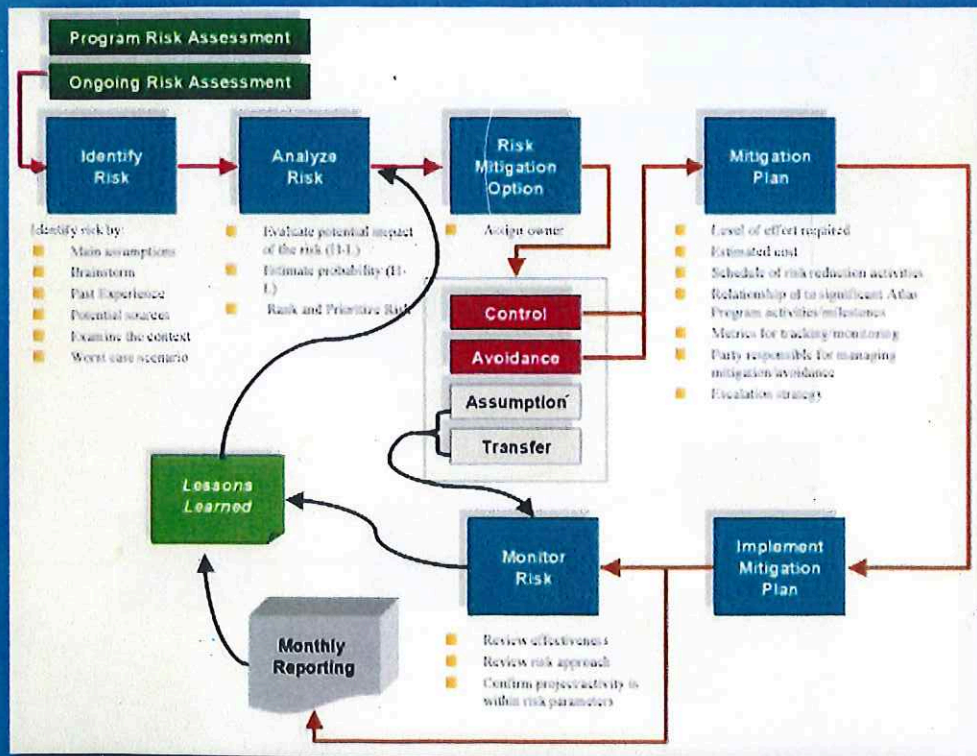 Program Risk Assessment
Ongoing Risk Assessment
Identify
Risk
Analyze
Risk
Risk
Mitigation
Option
Mitigation
Plan
Identify risk by:
Main assumptions
Brainstorm
Past Experience
Potential sources
Examine the context
Worst case scenario
Evaluate potential impact
of the risk (H-L)
Estimate probability (H-
L)
Rank and Prioritize Risk
Assign owner
Control
Avoidance
Assumption
Transfer
Level of effort required
Estimated cost
Schedule of risk reduction activities
Relationship of to significant Atlas
Program activities/milestones
Metrics for tracking/monitoring
Party responsible for managing
mitigation/avoidance
Escalation strategy
Lessons
Learned
Monitor
Risk
Implement
Mitigation
Plan
Review effectiveness
Review risk approach
Confirm project/activity is
within risk parameters
Monthly
Reporting